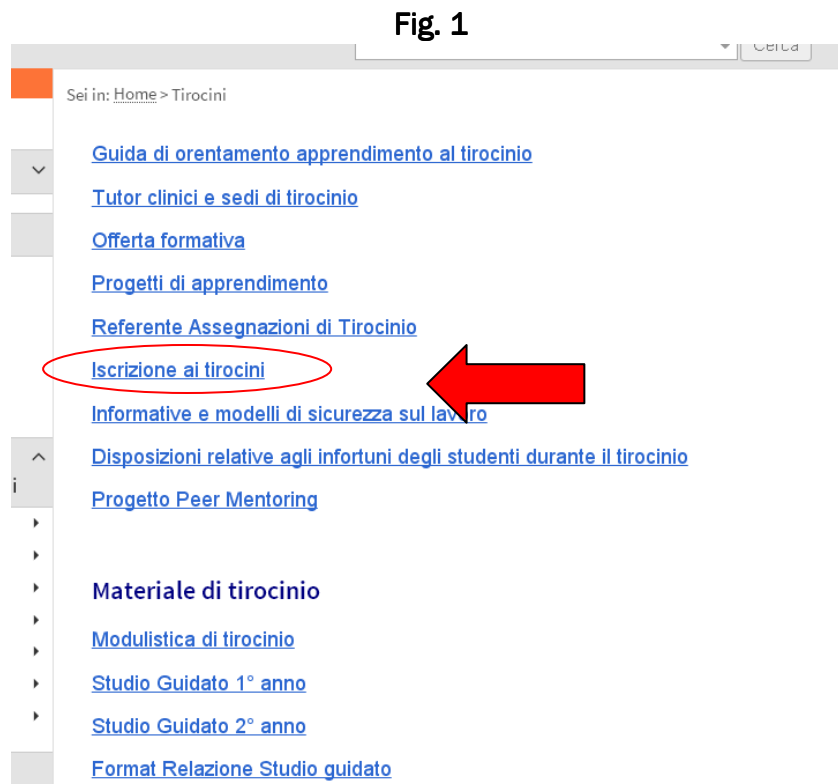 Fig. 1
Cerca
Sei in: Home > Tirocini
Guida di orentamento apprendimento al tirocinio
Tutor clinici e sedi di tirocinio
Offerta formativa
Progetti di apprendimento
Referente Assegnazioni di Tirocinio
Iscrizione ai tirocini
Informative e modelli di sicurezza sul lavoro
Disposizioni relative agli infortuni degli studenti durante il tirocinio
i
Progetto Peer Mentoring
Materiale di tirocinio
Modulistica di tirocinio
Studio Guidato 1° anno
Studio Guidato 2° anno
Format Relazione Studio guidato